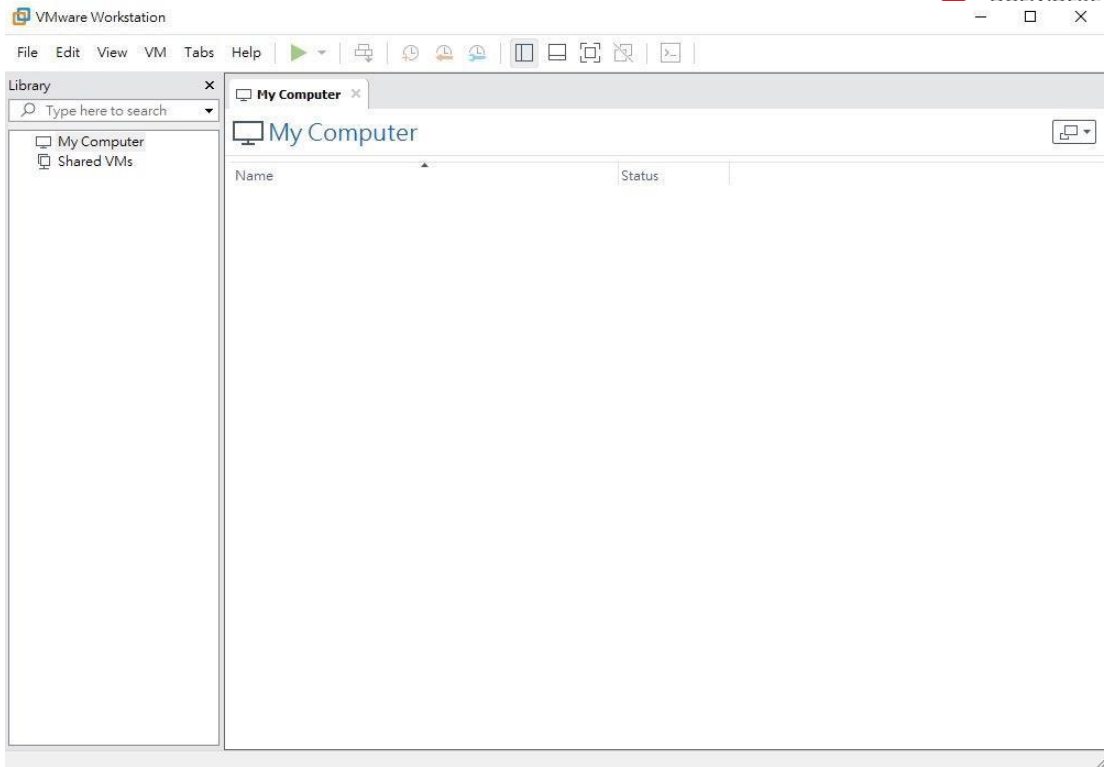 VMware Workstation
File Edit View VM Tabs Help
Library
Type here to search
My Computer
Shared VMs
My Computer
My Computer
Name
Status